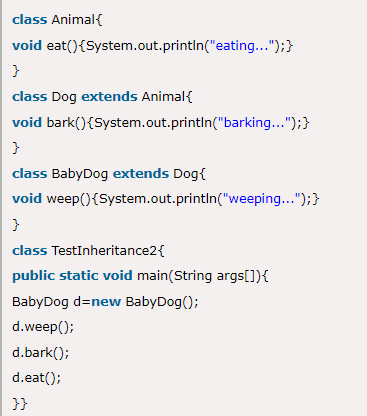 class Animal{
void eat(){System.out.println("eating...");}
}
class Dog extends Animal{
void bark(){System.out.println("barking...");}
}
class BabyDog extends Dog{
void weep(){System.out.println("weeping...");}
}
class TestInheritance2{
public static void main(String args[]){
BabyDog d=new BabyDog();
d.weep();
d.bark();
d.eat();
}}